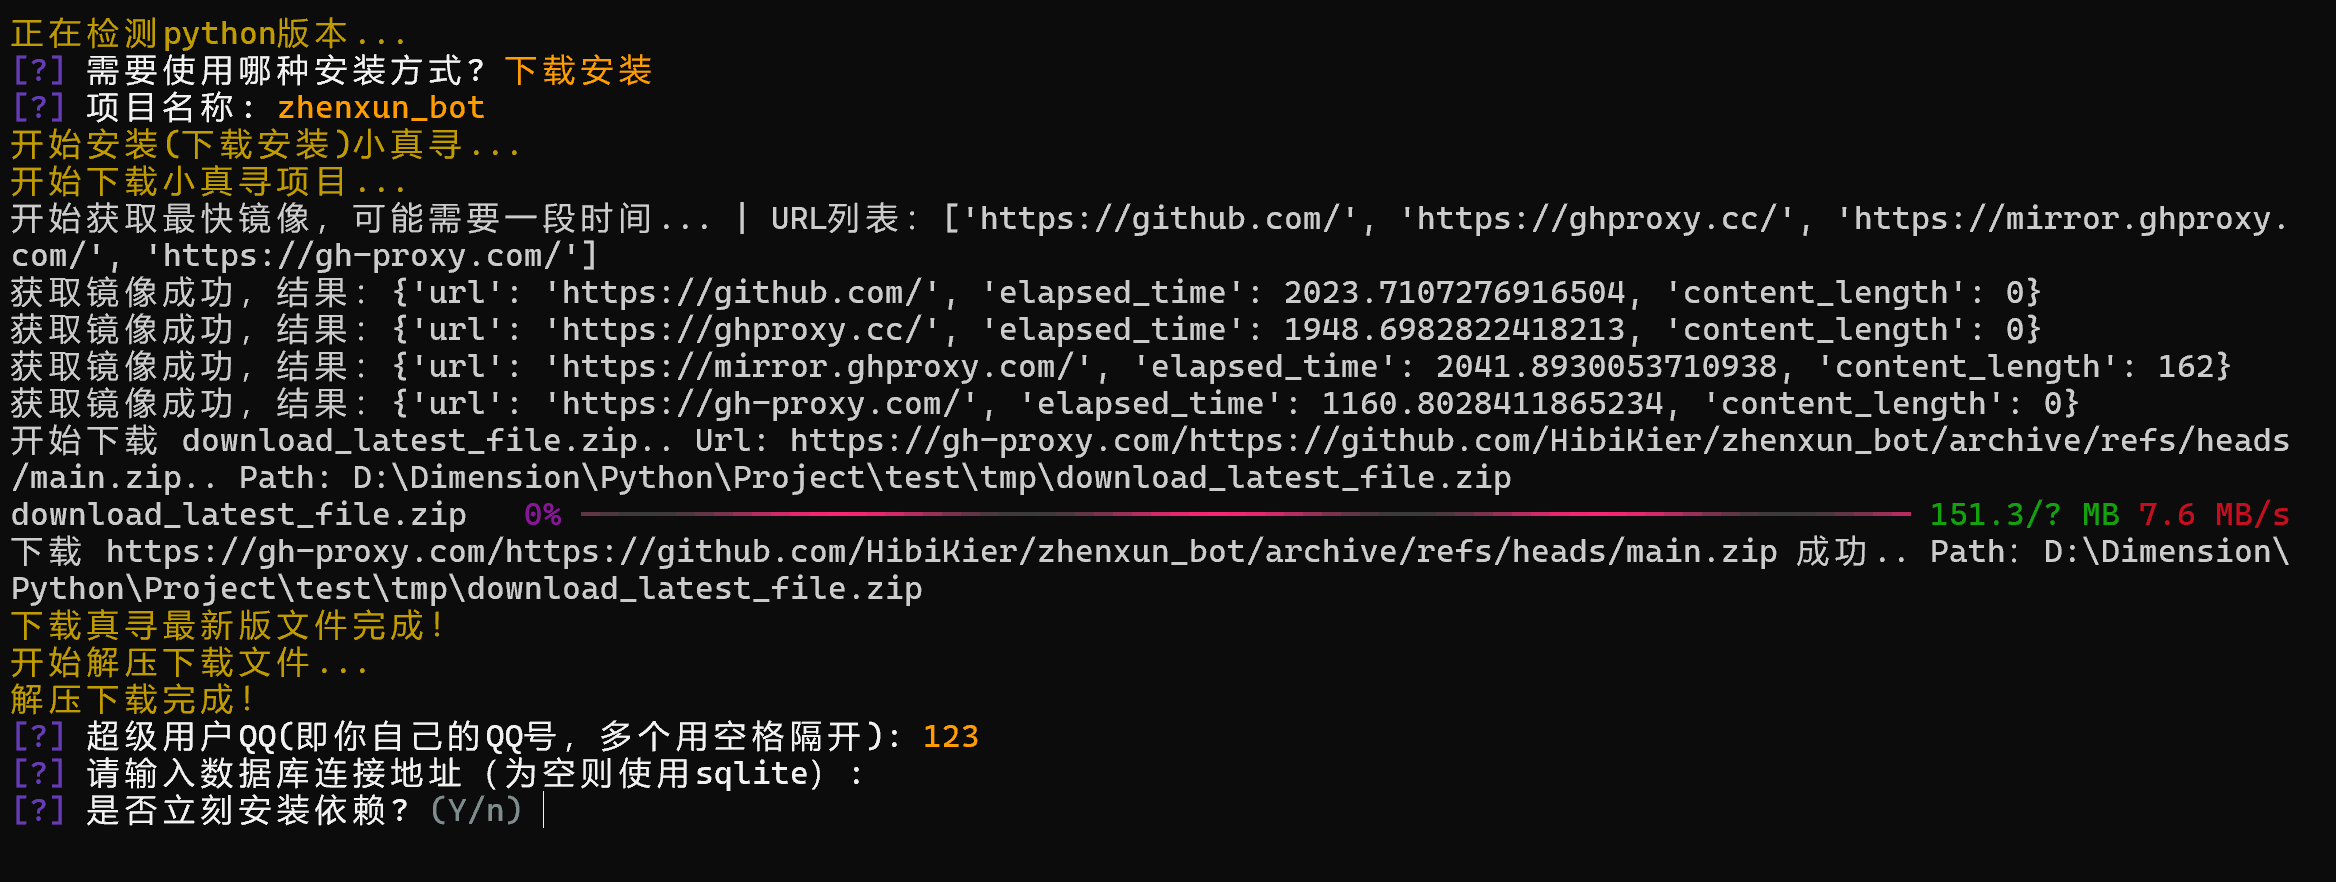 正在检测python版本...
[?] 需要使用哪种安装方式? 下载安装
[?] 项目名称: zhenxun_bot
开始安装(下载安装)小真寻...
开始下载小真寻项目...
开始获取最快镜像, 可能需要一段时间... | URL列表: ['https://github.com/', 'https://ghproxy.cc/', 'https://mirror.ghproxy.
com/', 'https://gh-proxy.com/']
获取镜像成功, 结果: {'url': 'https://github.com/', 'elapsed_time': 2023.7107276916504, 'content_length': 0}
获取镜像成功, 结果: {'url': 'https://ghproxy.cc/', 'elapsed_time': 1948.6982822418213, 'content_length': 0}
获取镜像成功, 结果: {'url': 'https://mirror.ghproxy.com/', 'elapsed_time': 2041.8930053710938, 'content_length': 162}
获取镜像成功, 结果: {'url': 'https://gh-proxy.com/', 'elapsed_time': 1160.8028411865234, 'content_length': 0}
开始下载 download_latest_file.zip.. Url: https://gh-proxy.com/https://github.com/HibiKier/zhenxun_bot/archive/refs/heads
/main.zip.. Path: D:\Dimension\Python\Project\test\tmp\download_latest_file.zip
download_latest_file.zip 0% 151.3/? MB 7.6 MB/s
下载 https://gh-proxy.com/https://github.com/HibiKier/zhenxun_bot/archive/refs/heads/main.zip 成功.. Path: D:\Dimension\
Python\Project\test\tmp\download_latest_file.zip
下载真寻最新版文件完成!
开始解压下载文件...
解压下载完成!
[?] 超级用户QQ(即你自己的QQ号, 多个用空格隔开): 123
[?] 请输入数据库连接地址（为空则使用sqlite）:
[?] 是否立刻安装依赖? (Y/n)